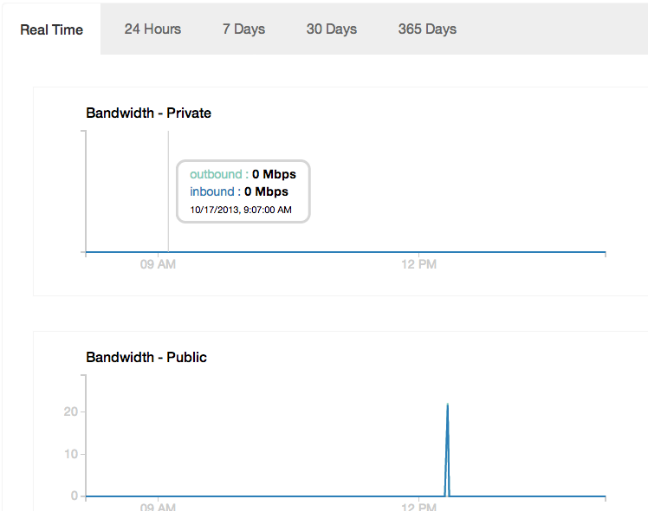 Real Time 24 Hours 7 Days 30 Days 365 Days
Bandwidth - Private
outbound : 0 Mbps
inbound : 0 Mbps
10/17/2013, 9:07:00 AM
09 AM 12 PM
Bandwidth - Public
20
10
0
09 AM 12 PM